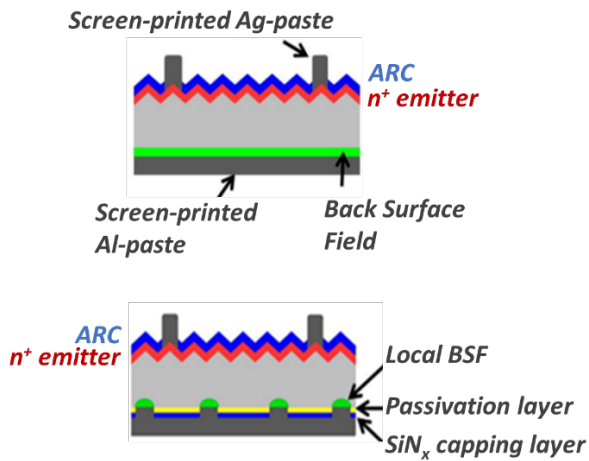 Screen-printed Ag-paste
ARC
n⁺ emitter
Screen-printed
Al-paste
Back Surface
Field
ARC
n⁺ emitter
Local BSF
Passivation layer
SiNₓ capping layer